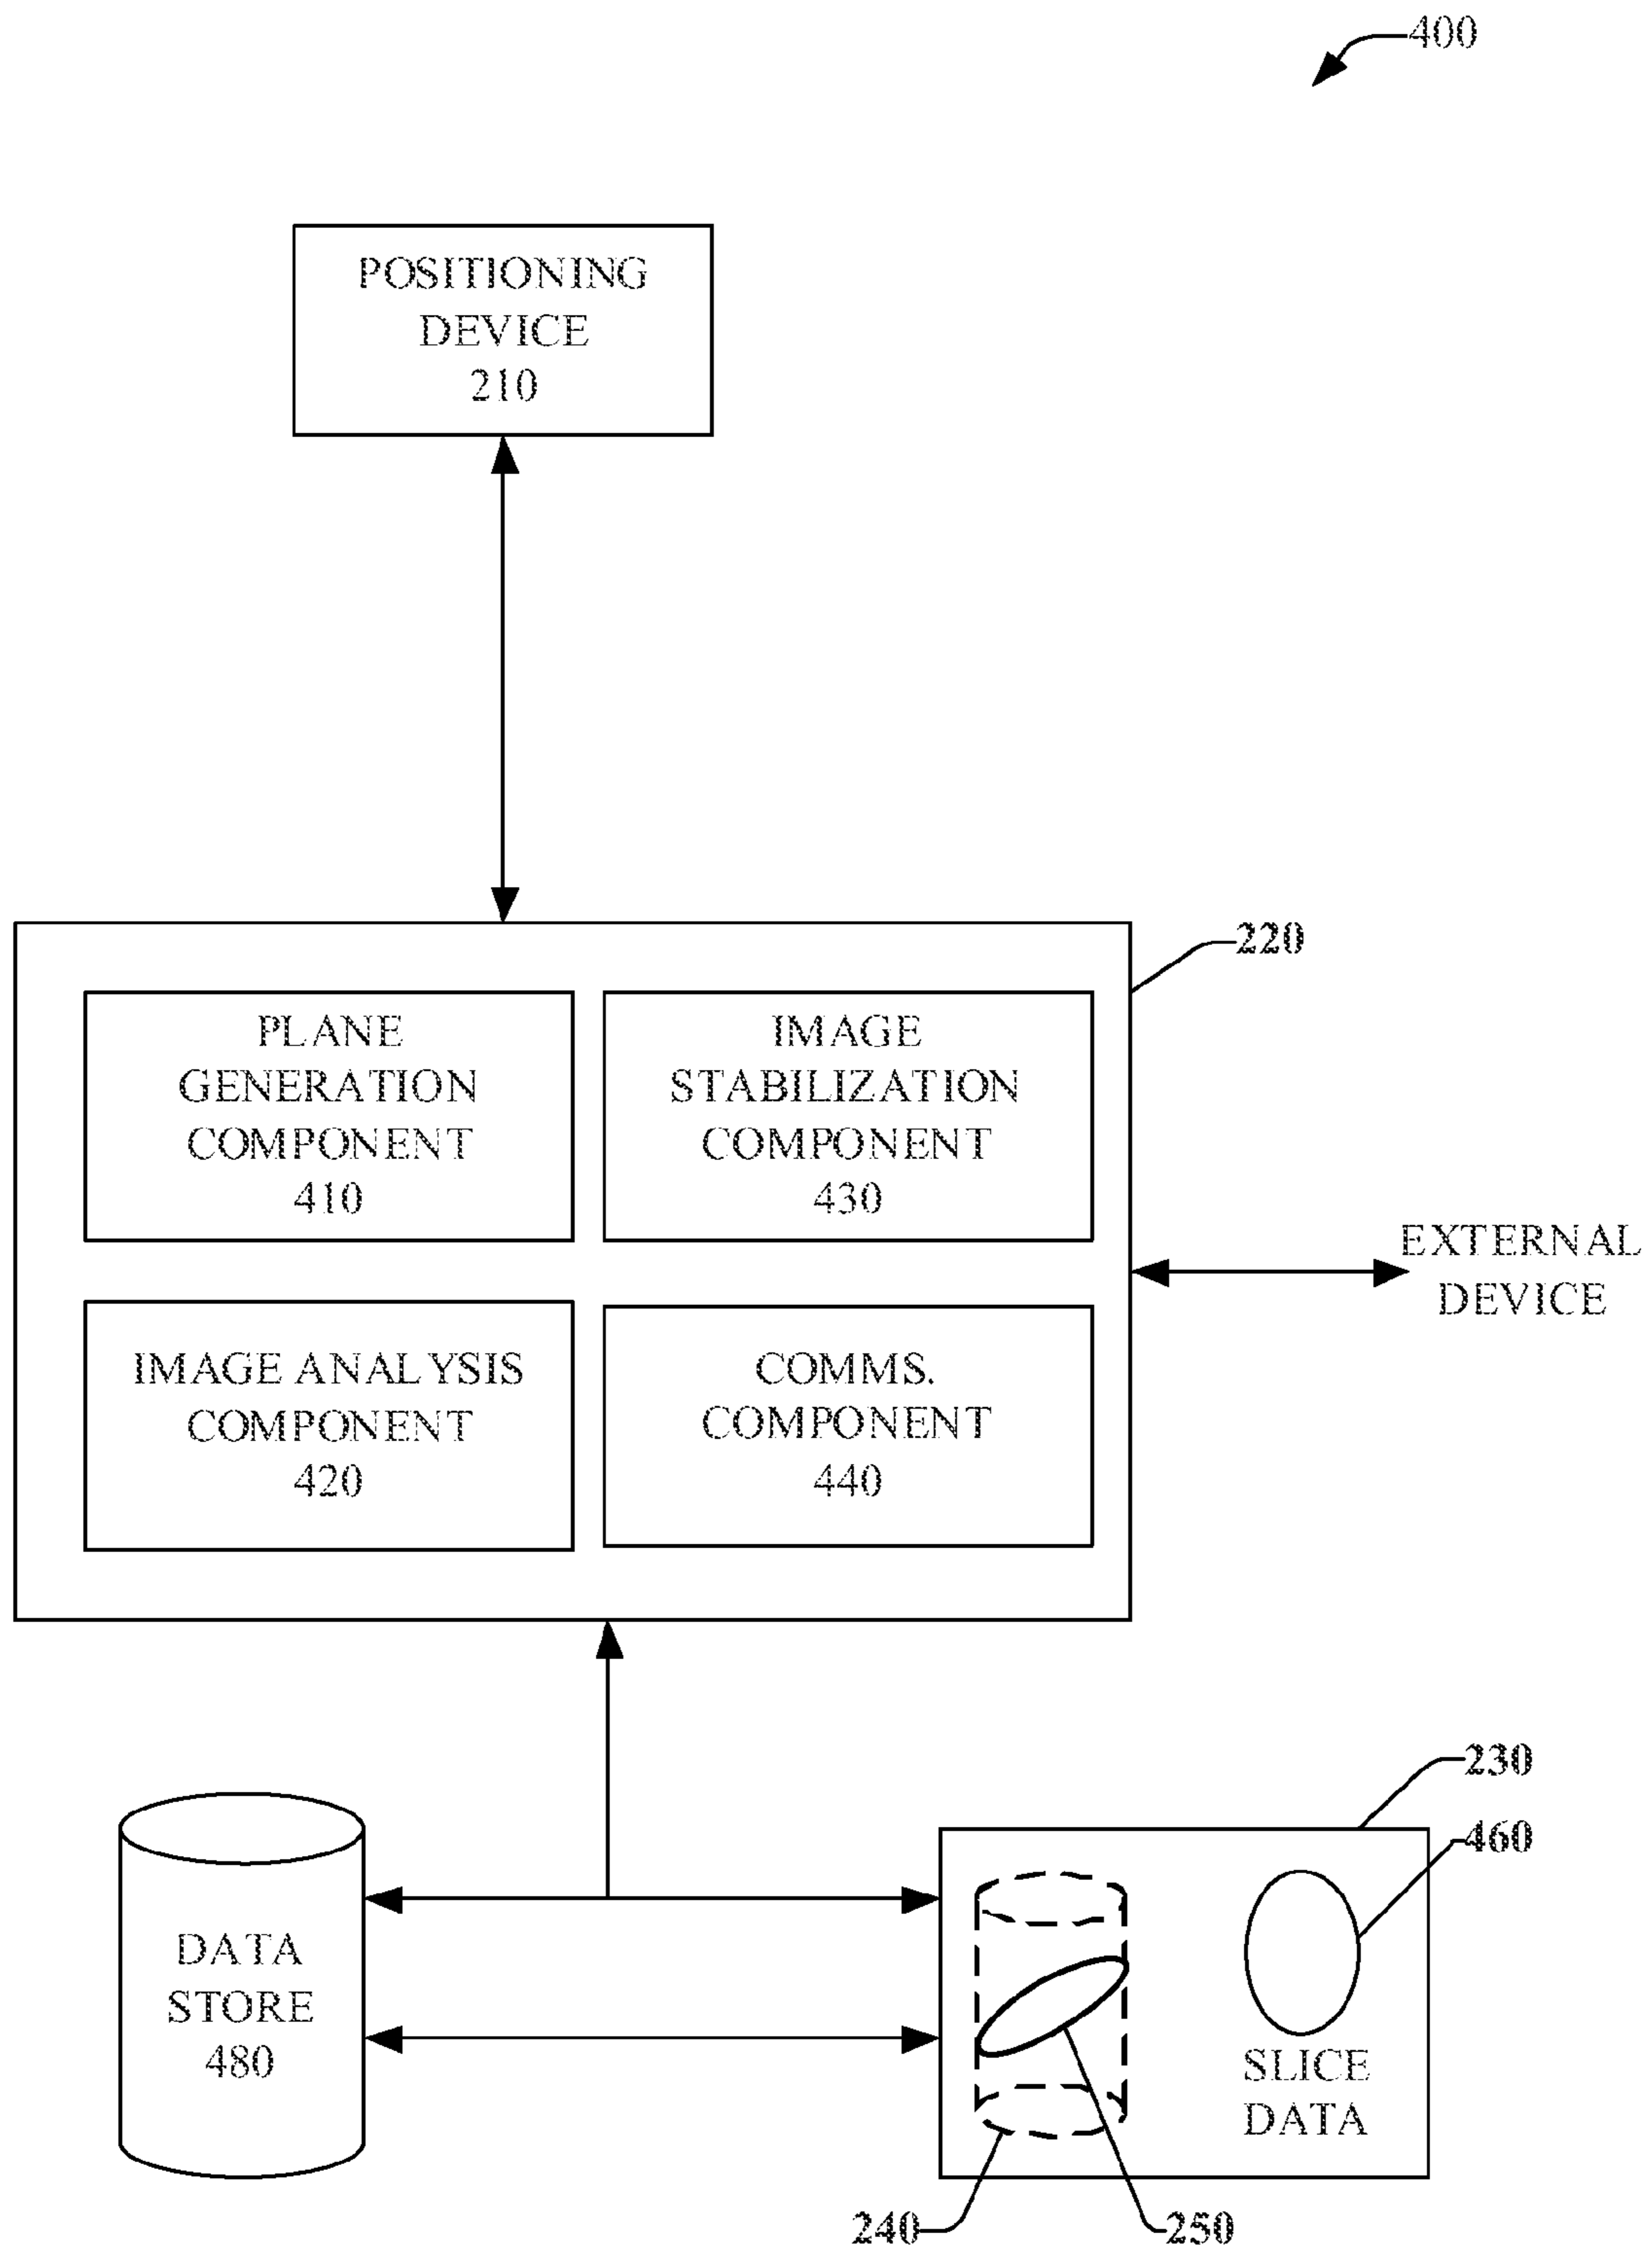 400
POSITIONING
DEVICE
210
220
PLANE
GENERATION
COMPONENT
410
IMAGE
STABILIZATION
COMPONENT
430
EXTERNAL
DEVICE
IMAGE ANALYSIS
COMPONENT
420
COMMS.
COMPONENT
440
230
460
DATA
STORE
480
SLICE
DATA
240
250